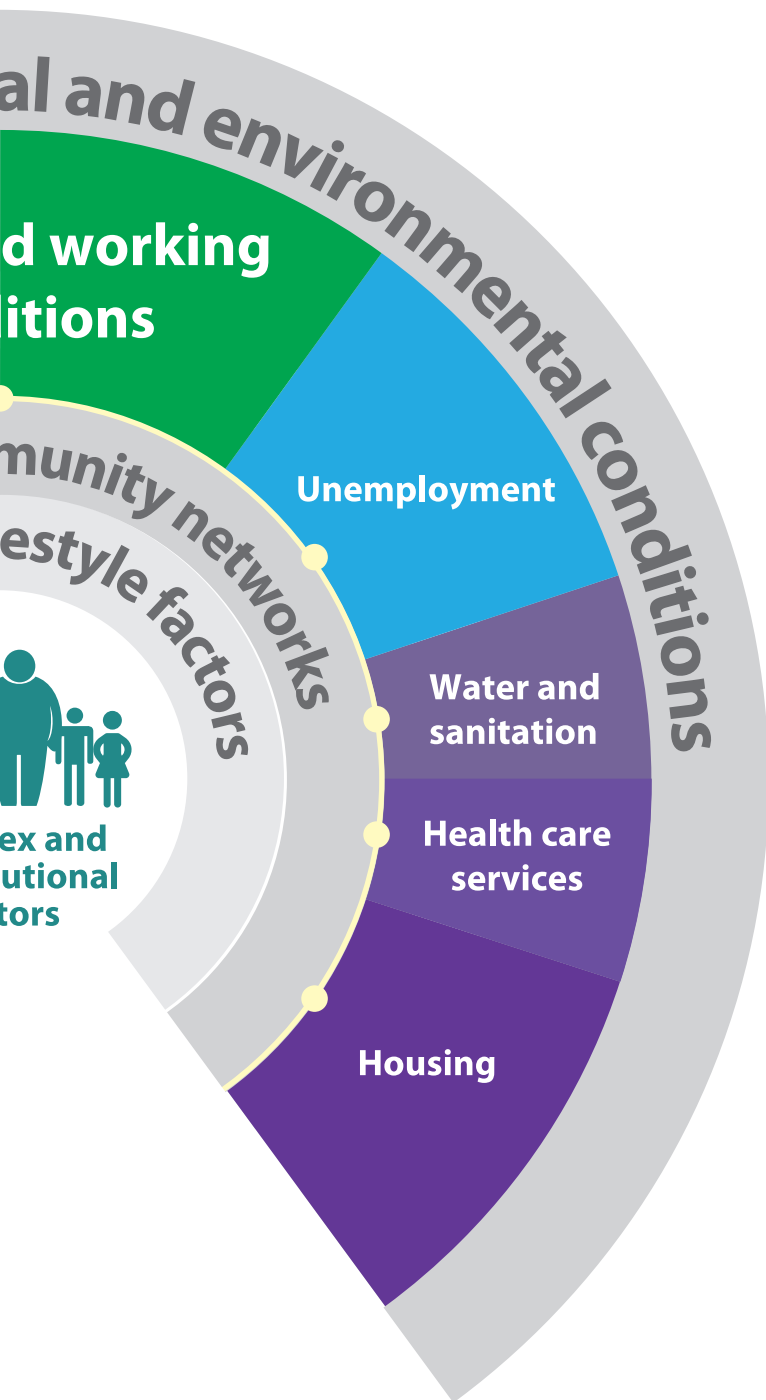 al and environmental conditions
d working
litions
Unemployment
munity networks
estyle factors
Water and
sanitation
Health care
services
ex and
utional
tors
Housing